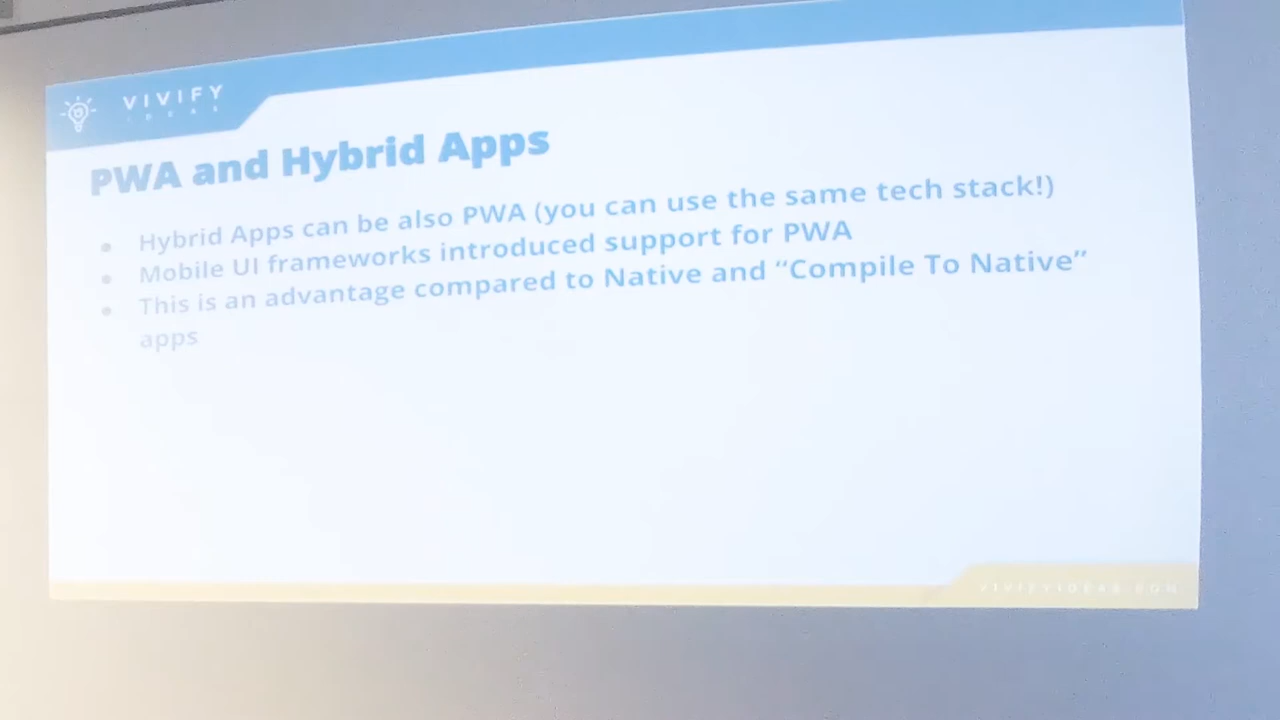 VIVIFY
IDEAS
PWA and Hybrid Apps
• Hybrid Apps can be also PWA (you can use the same tech stack!)
• Mobile UI frameworks introduced support for PWA
• This is an advantage compared to Native and “Compile To Native”
apps
VIVIFYIDEAS.COM